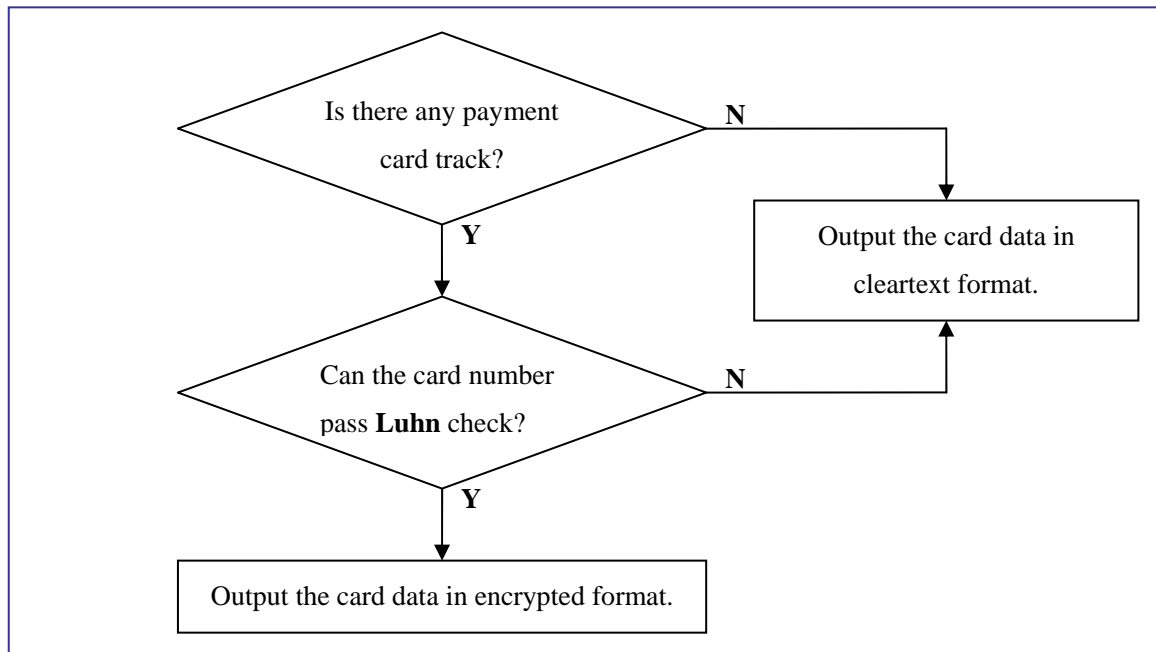 Is there any payment
card track?
N
Y
Output the card data in
cleartext format.
Can the card number
pass Luhn check?
N
Y
Output the card data in encrypted format.